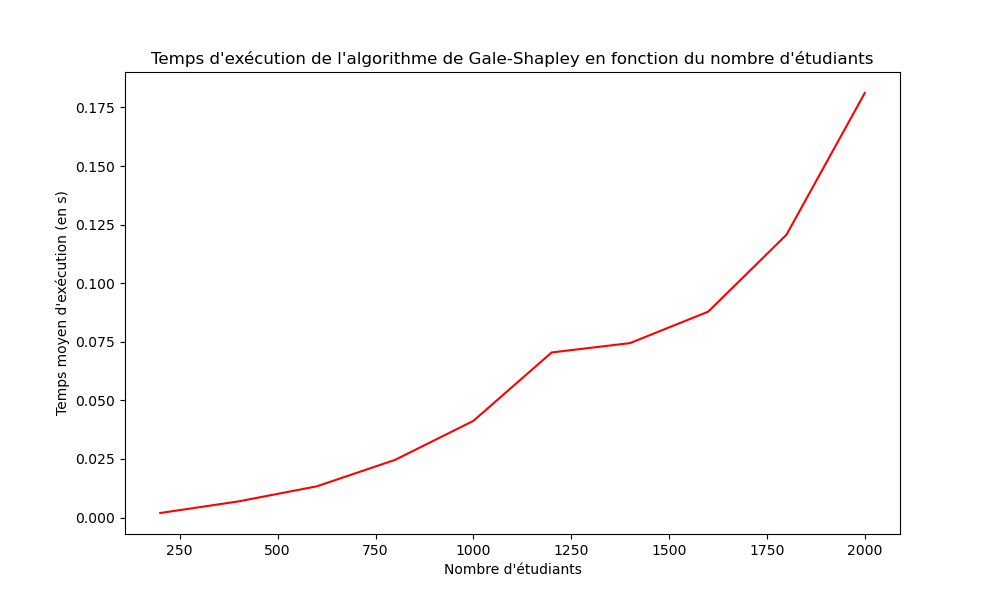 Temps d'exécution de l'algorithme de Gale-Shapley en fonction du nombre d'étudiants
Temps moyen d'exécution (en s)
0.175
0.150
0.125
0.100
0.075
0.050
0.025
0.000
250 500 750 1000 1250 1500 1750 2000
Nombre d'étudiants